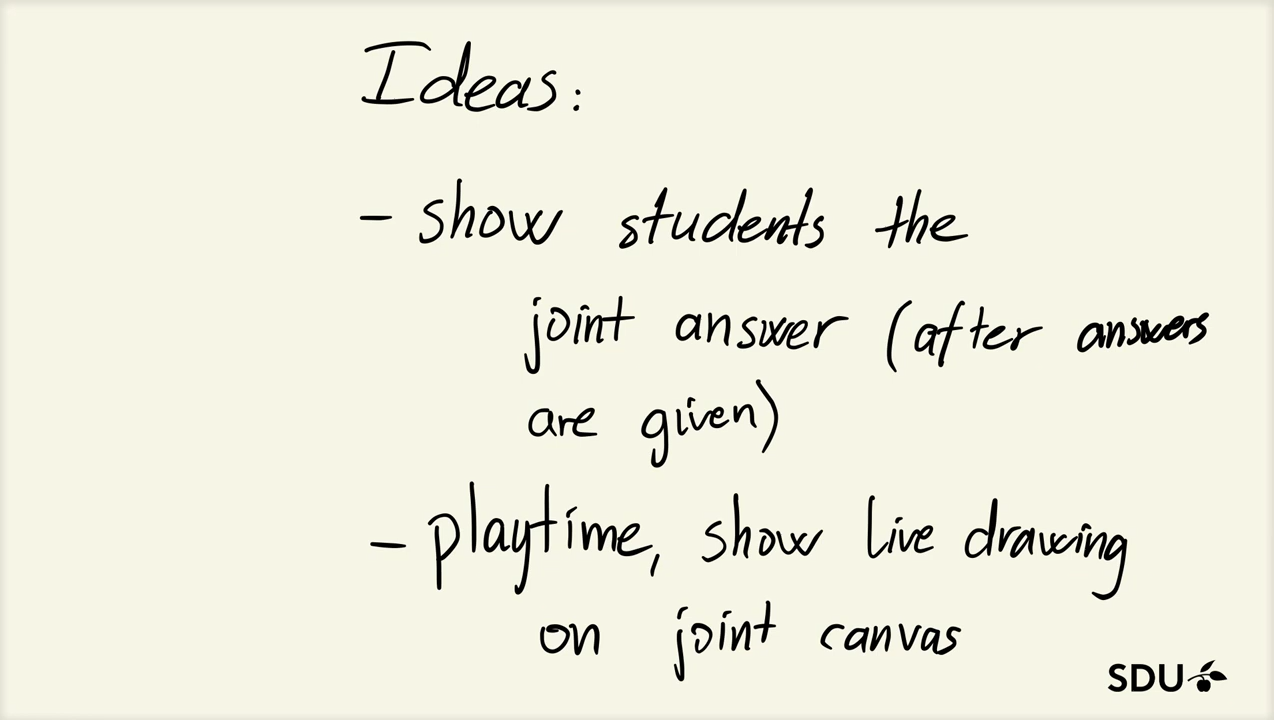 Ideas:
- show students the
joint answer (after answers
are given)
- playtime, show live drawing
on joint canvas
SDU